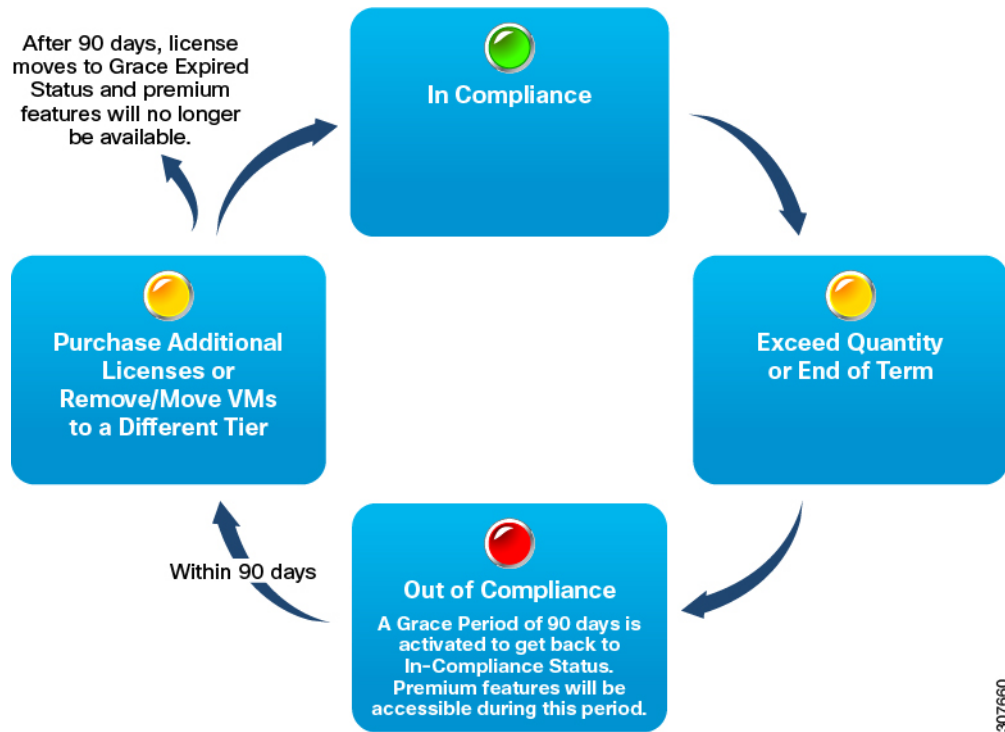 After 90 days, license
moves to Grace Expired
Status and premium
features will no longer
be available.
In Compliance
Exceed Quantity
or End of Term
Purchase Additional
Licenses or
Remove/Move VMs
to a Different Tier
Within 90 days
Out of Compliance
A Grace Period of 90 days is
activated to get back to
In-Compliance Status.
Premium features will be
accessible during this period.
307660